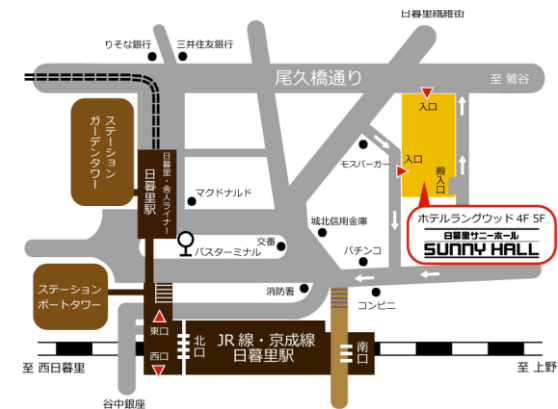 日暮里繊維街
りそな銀行
三井住友銀行
尾久橋通り
至 鶯谷
入口
ステーション
ガーデンタワー
日暮里・舎人ライナー
日暮里駅
モスバーガー
入口
搬入口
マクドナルド
ホテルラングウッド 4F 5F
日暮里サニーホール
SUNNY HALL
城北信用金庫
交番
バスターミナル
パチンコ
ステーション
ポートタワー
消防署
コンビニ
東口
西口
北口
JR 線・京成線
日暮里駅
南口
至 西日暮里
至 上野
谷中銀座